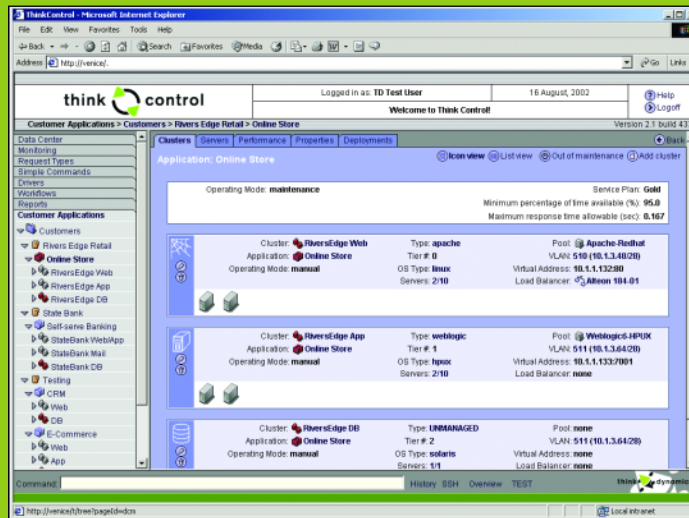 ThinkControl - Microsoft Internet Explorer
File Edit View Favorites Tools Help
Back Search Favorites Media
Address http://venice/. Go Links
think control
Logged in as: TD Test User
16 August, 2002
Welcome to Think Control!
Help
Logoff
Customer Applications > Customers > Rivers Edge Retail > Online Store
Version 2.1 build 43
Data Center
Monitoring
Request Types
Simple Commands
Drivers
Workflows
Reports
Customer Applications
Customers
Rivers Edge Retail
Online Store
RiversEdge Web
RiversEdge App
RiversEdge DB
State Bank
Self-serve Banking
StateBank Web/App
StateBank Mail
StateBank DB
Testing
CRM
Web
DB
E-Commerce
Web
App
Clusters Servers Performance Properties Deployments
Back
Application: Online Store
Icon view List view Out of maintenance Add cluster
Operating Mode: maintenance
Service Plan: Gold
Minimum percentage of time available (%): 95.0
Maximum response time allowable (sec): 0.167
Cluster: RiversEdge Web Type: apache Pool: Apache-Redhat
Application: Online Store Tier #: 0 VLAN: 510 (10.1.3.48/28)
Operating Mode: manual OS Type: linux Virtual Address: 10.1.1.132:80
Servers: 2/10 Load Balancer: Alteon 184-01
Cluster: RiversEdge App Type: weblogic Pool: Weblogic6-HPUX
Application: Online Store Tier #: 1 VLAN: 511 (10.1.3.64/28)
Operating Mode: manual OS Type: hpux Virtual Address: 10.1.1.133:7001
Servers: 2/10 Load Balancer: none
Cluster: RiversEdge DB Type: UNMANAGED Pool: none
Application: Online Store Tier #: 2 VLAN: 511 (10.1.3.64/28)
Operating Mode: manual OS Type: solaris Virtual Address: none
Servers: 1/1 Load Balancer: none
Command: History SSH Overview TEST
think dynamic
http://venice/t/tree?pageId=dcm
Local intranet